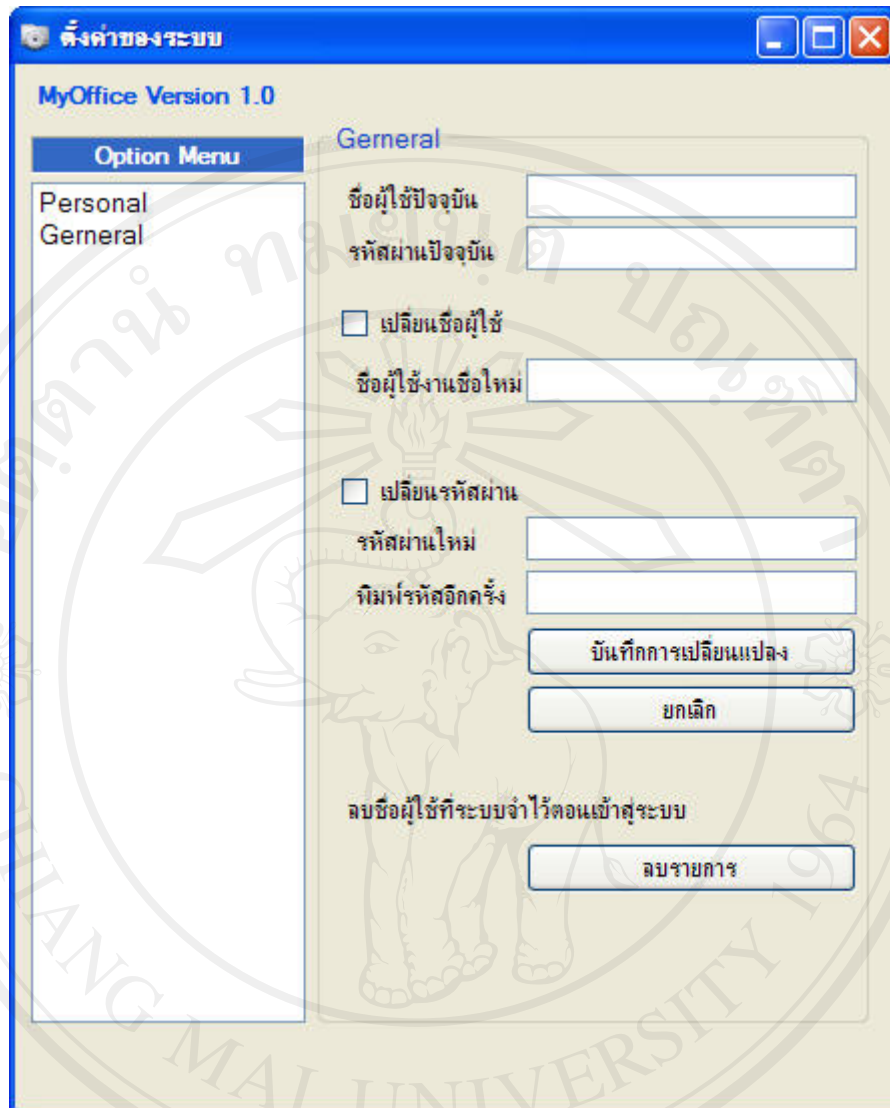 ตั้งค่าของระบบ
MyOffice Version 1.0
Option Menu
Personal
Gerneral
Gerneral
ชื่อผู้ใช้ปัจจุบัน
รหัสผ่านปัจจุบัน
เปลี่ยนชื่อผู้ใช้
ชื่อผู้ใช้งานชื่อใหม่
เปลี่ยนรหัสผ่าน
รหัสผ่านใหม่
พิมพ์รหัสอีกครั้ง
บันทึกการเปลี่ยนแปลง
ยกเลิก
ลบชื่อผู้ใช้ที่ระบบจำไว้ตอนเข้าสู่ระบบ
ลบรายการ
CHIANG MAI UNIVERSITY 1964